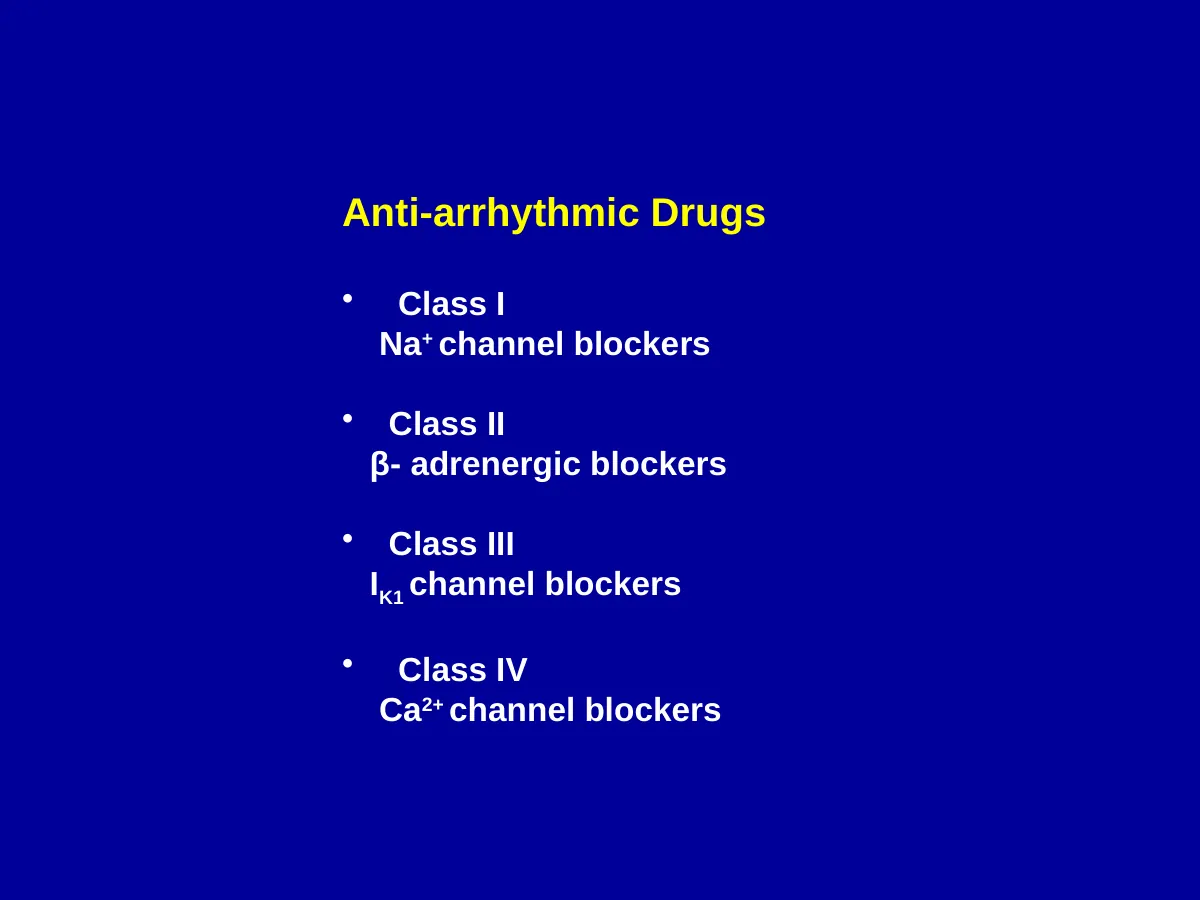 Anti-arrhythmic Drugs
• Class I
Na⁺ channel blockers
• Class II
β- adrenergic blockers
• Class III
I_K1 channel blockers
• Class IV
Ca²⁺ channel blockers